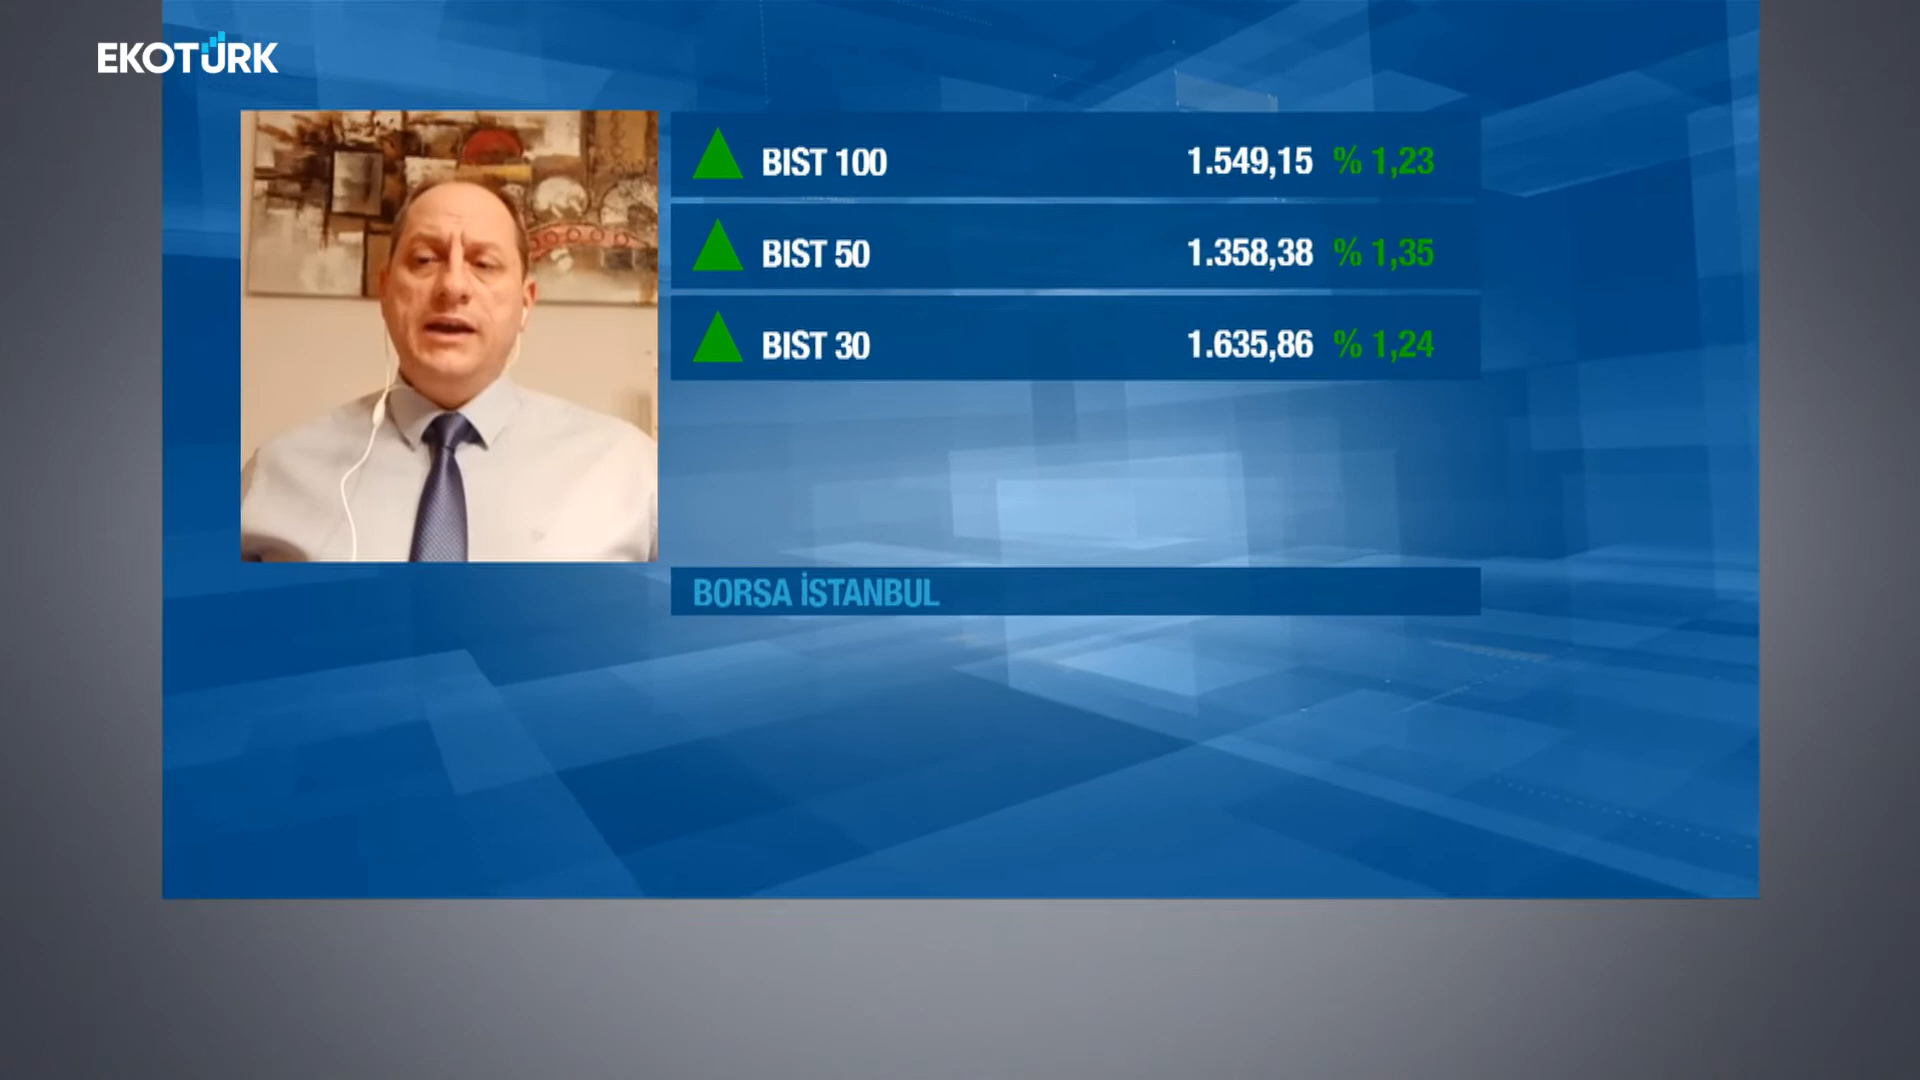 EKOTÜRK
BIST 100 1.549,15 % 1,23
BIST 50 1.358,38 % 1,35
BIST 30 1.635,86 % 1,24
BORSA İSTANBUL